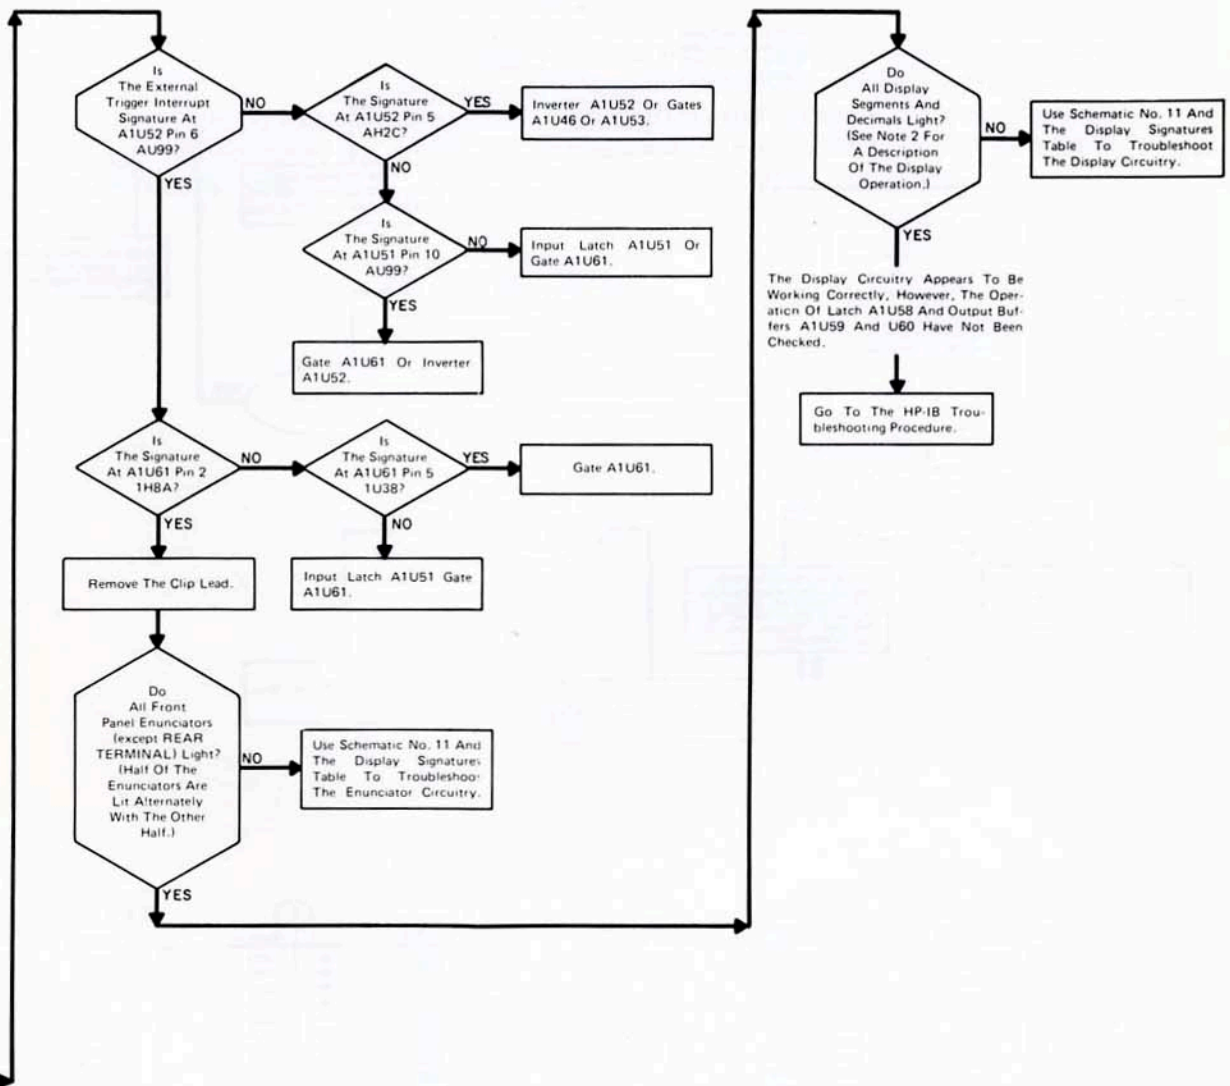 Is
The External
Trigger Interrupt
Signature At
A1U52 Pin 6
AU99?
NO
YES
Is
The Signature
At A1U52 Pin 5
AH2C?
YES
NO
Inverter A1U52 Or Gates
A1U46 Or A1U53.
Is
The Signature
At A1U51 Pin 10
AU99?
NO
YES
Input Latch A1U51 Or
Gate A1U61.
Gate A1U61 Or Inverter
A1U52.
Is
The Signature
At A1U61 Pin 2
1H8A?
NO
YES
Is
The Signature
At A1U61 Pin 5
1U38?
YES
NO
Gate A1U61.
Remove The Clip Lead.
Input Latch A1U51 Gate
A1U61.
Do
All Front
Panel Enunciators
(except REAR
TERMINAL) Light?
(Half Of The
Enunciators Are
Lit Alternately
With The Other
Half.)
NO
YES
Use Schematic No. 11 And
The Display Signatures
Table To Troubleshoot
The Enunciator Circuitry.
Do
All Display
Segments And
Decimals Light?
(See Note 2 For
A Description
Of The Display
Operation.)
NO
YES
Use Schematic No. 11 And
The Display Signatures
Table To Troubleshoot
The Display Circuitry.
The Display Circuitry Appears To Be
Working Correctly, However, The Oper-
ation Of Latch A1U58 And Output Buf-
fers A1U59 And U60 Have Not Been
Checked.
Go To The HP-IB Trou-
bleshooting Procedure.